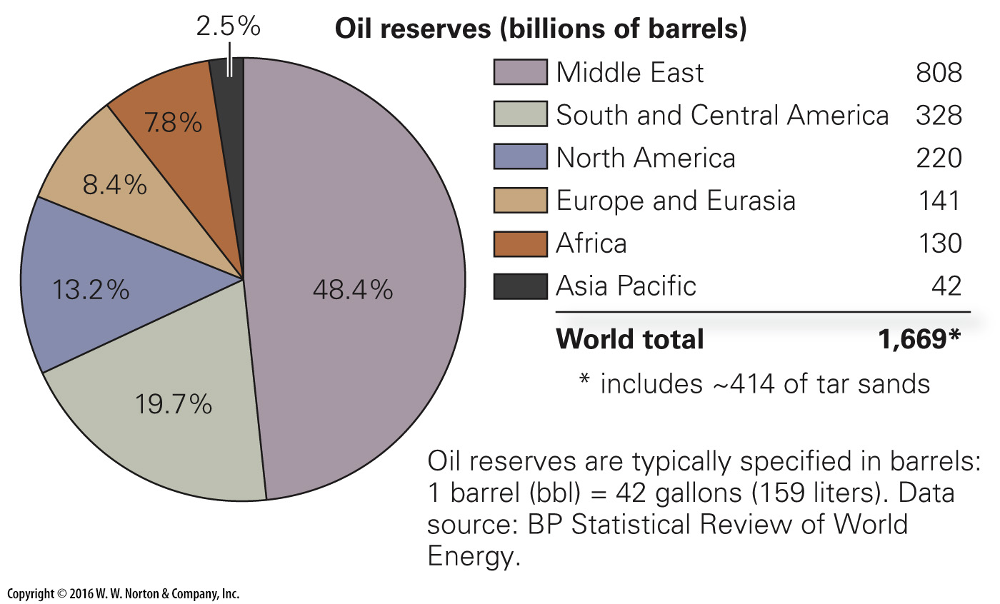 2.5%
Oil reserves (billions of barrels)
Middle East 808
South and Central America 328
North America 220
Europe and Eurasia 141
Africa 130
Asia Pacific 42
World total 1,669*
* includes ~414 of tar sands
7.8%
8.4%
13.2%
48.4%
19.7%
Oil reserves are typically specified in barrels:
1 barrel (bbl) = 42 gallons (159 liters). Data
source: BP Statistical Review of World
Energy.
Copyright © 2016 W. W. Norton & Company, Inc.